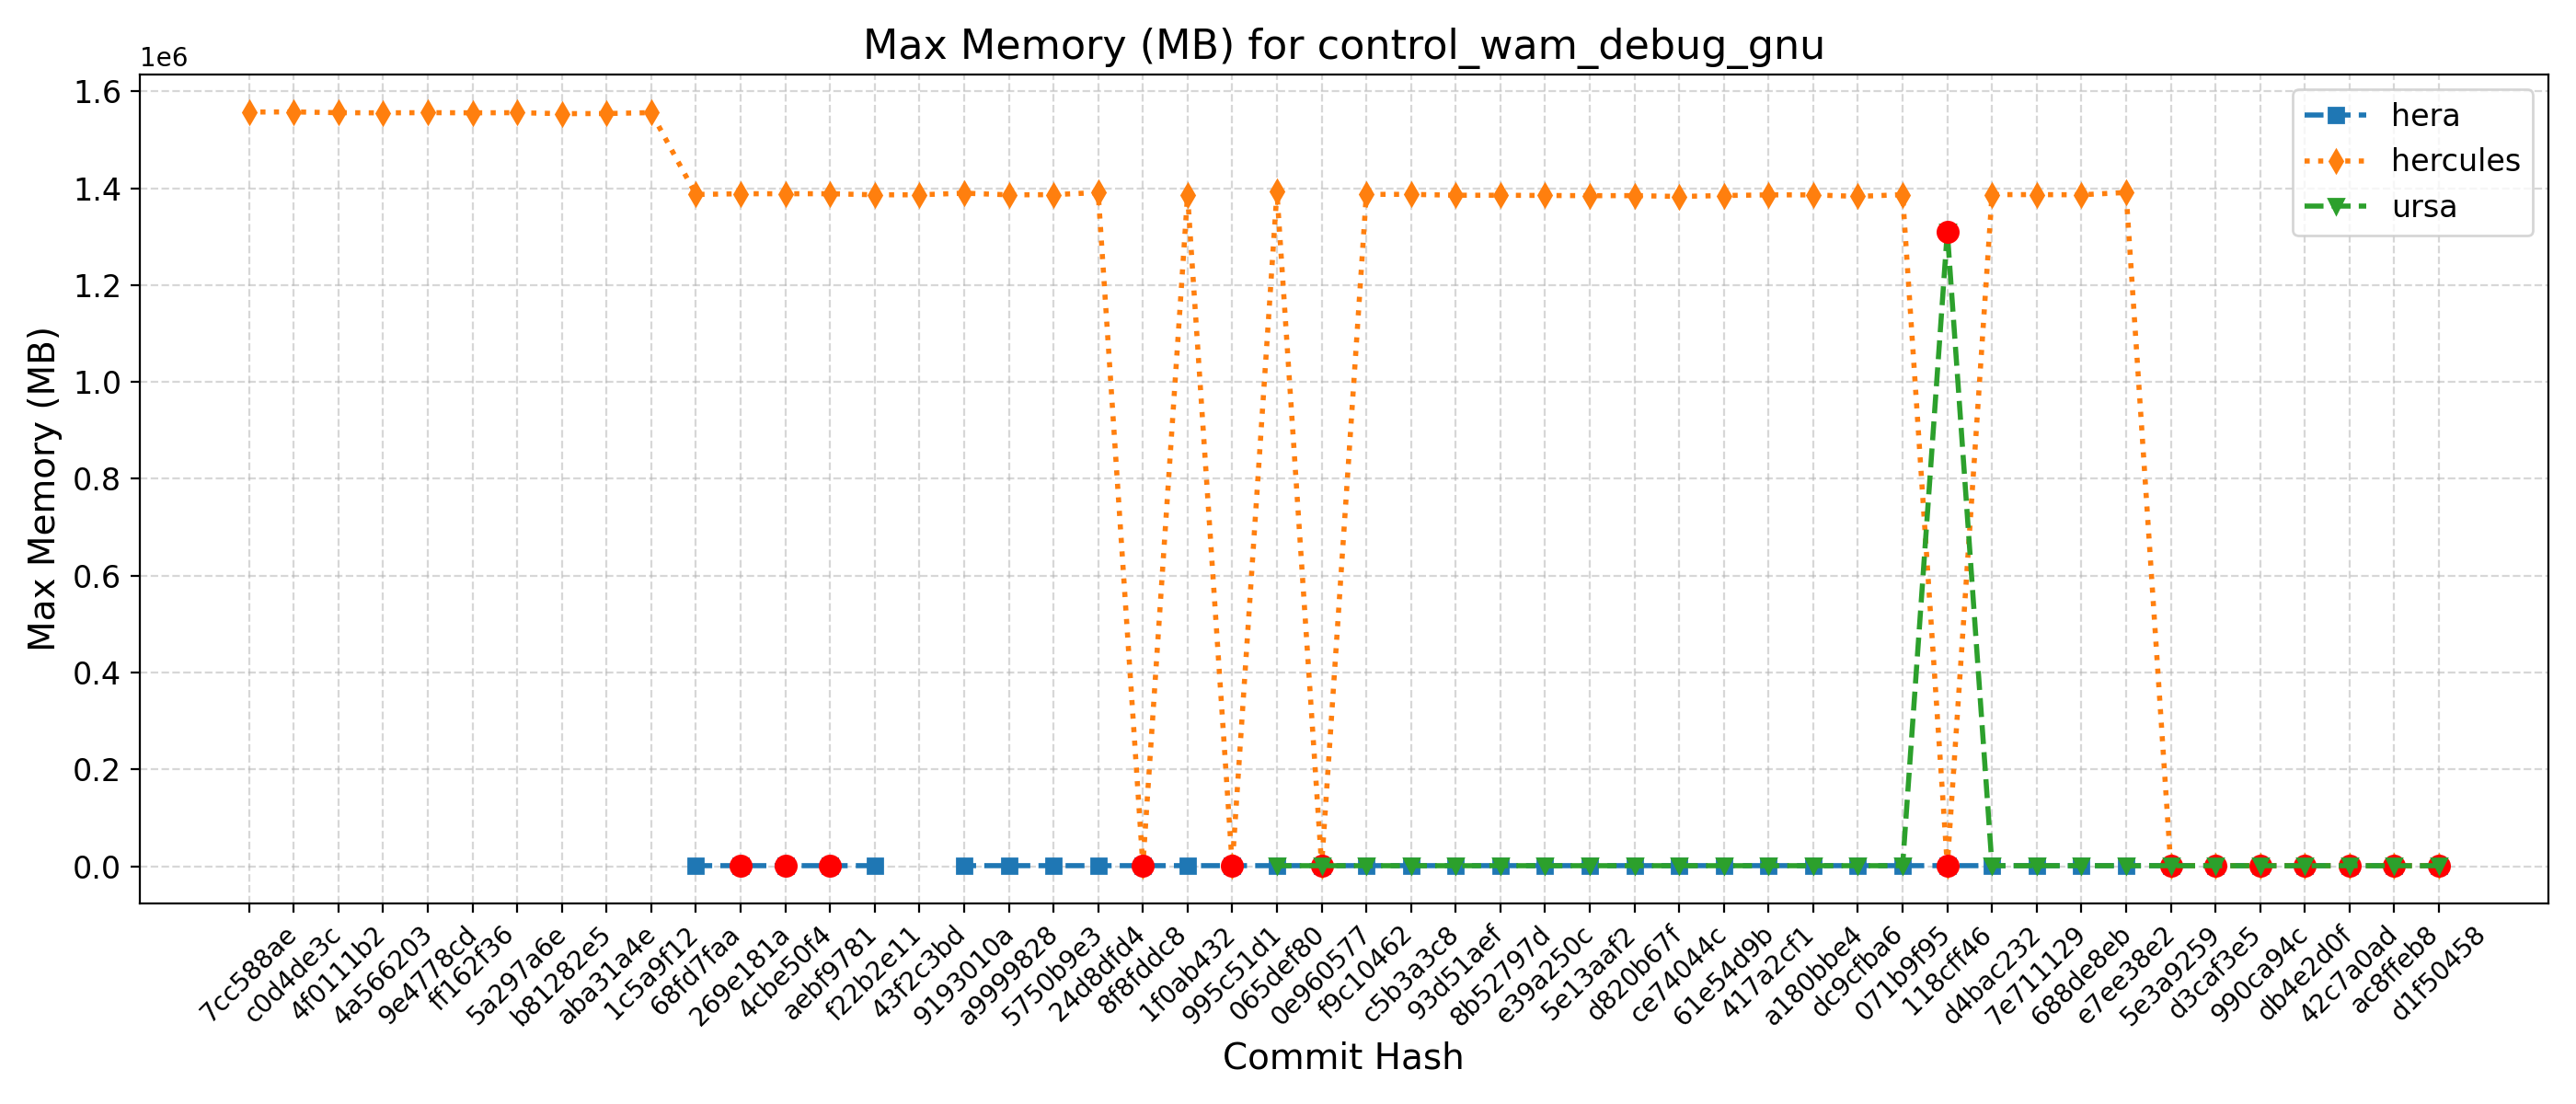 Max Memory (MB) for control_wam_debug_gnu
1e6
1.6
1.4
1.2
1.0
0.8
0.6
0.4
0.2
0.0
Max Memory (MB)
hera
hercules
ursa
7cc588ae
c0d4de3c
4f0111b2
4a566203
9e4778cd
ff162f36
5a297a6e
b81282e5
aba31a4e
1c5a9f12
68fd7faa
269e181a
4cbe50f4
aebf9781
f22b2e11
43f2c3bd
9193010a
a9999828
5750b9e3
24d8dfd4
8f8fddc8
1f0ab432
995c51d1
065def80
0e960577
f9c10462
c5b3a3c8
93d51aef
8b52797d
e39a250c
5e13aaf2
d820b67f
ce74044c
61e54d9b
417a2cf1
a180bbe4
dc9cfba6
071b9f95
118cff46
d4bac232
7e711129
688de8eb
e7ee38e2
5e3a9259
d3caf3e5
990ca94c
db4e2d0f
42c7a0ad
ac8ffeb8
d1f50458
Commit Hash